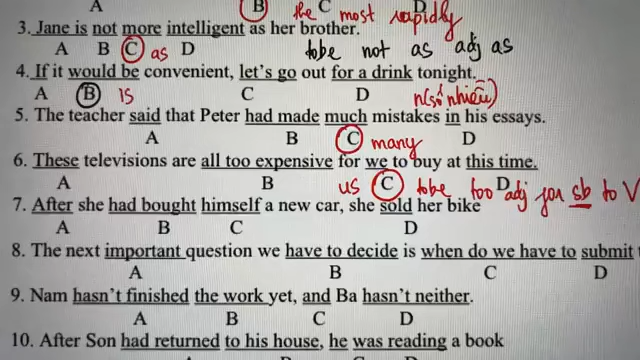 A B the C most D rapidly
3. Jane is not more intelligent as her brother.
A B C as D tobe not as adj as
4. If it would be convenient, let's go out for a drink tonight.
A B is C D n(số nhiều)
5. The teacher said that Peter had made much mistakes in his essays.
A B C many D
6. These televisions are all too expensive for we to buy at this time.
A B us C tobe too adj for sb to V D
7. After she had bought himself a new car, she sold her bike
A B C D
8. The next important question we have to decide is when do we have to submit
A B C D
9. Nam hasn't finished the work yet, and Ba hasn't neither.
A B C D
10. After Son had returned to his house, he was reading a book